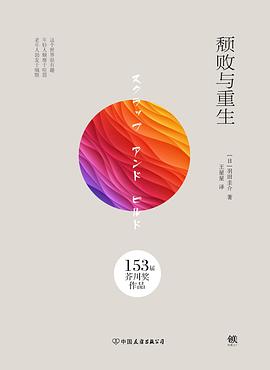 颓败与重生
[日]羽田圭介 著
王星星 译
スクラップ アンド ビルド
153届
芥川奖
作品
中国友谊出版公司